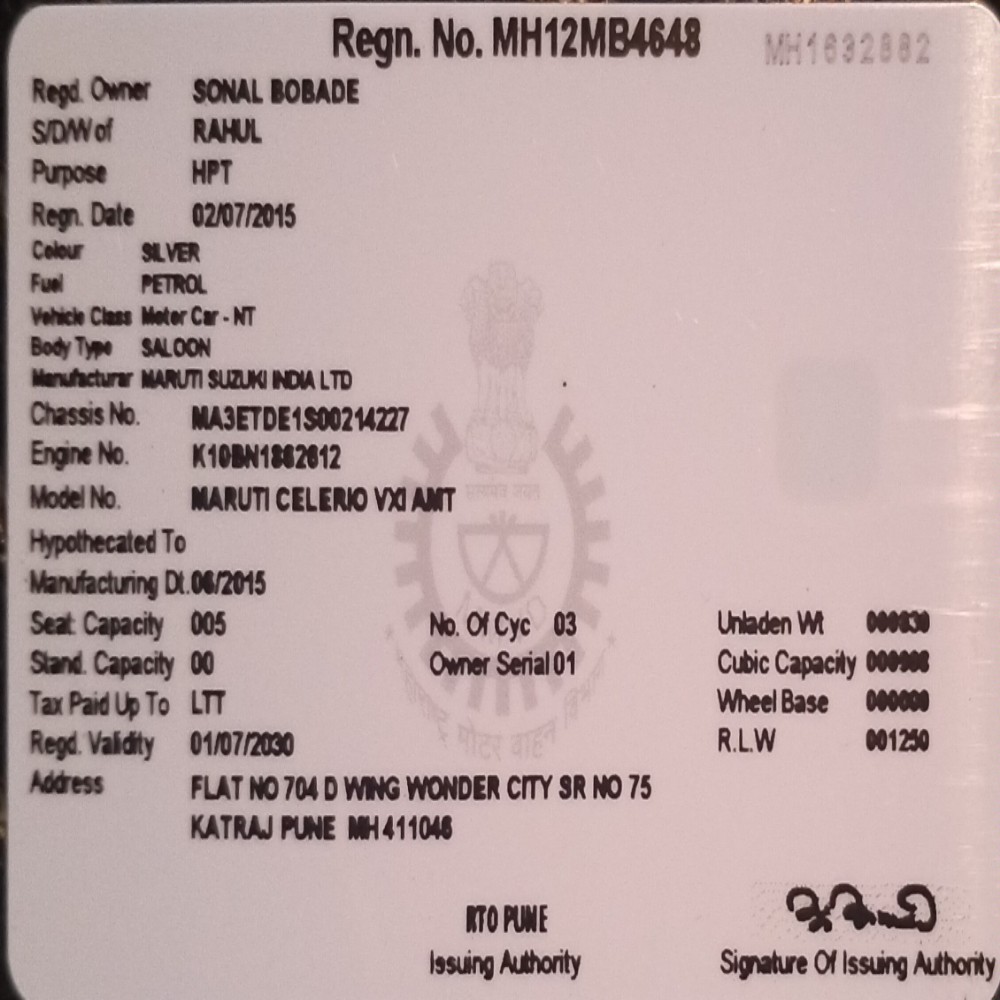 Regn. No. MH12MB4648 MH1632882
Regd. Owner SONAL BOBADE
S/D/W of RAHUL
Purpose HPT
Regn. Date 02/07/2015
Colour SILVER
Fuel PETROL
Vehicle Class Motor Car - NT
Body Type SALOON
Manufacturar MARUTI SUZUKI INDIA LTD
Chassis No. MA3ETDE1S00214227
Engine No. K10BN1862612
Model No. MARUTI CELERIO VXI AMT
Hypothecated To
Manufacturing Dt. 06/2015
Seat Capacity 005 No. Of Cyc 03 Unladen Wt 000830
Stand. Capacity 00 Owner Serial 01 Cubic Capacity 000998
Tax Paid Up To LTT Wheel Base 000000
Regd. Validity 01/07/2030 R.L.W 001250
Address FLAT NO 704 D WING WONDER CITY SR NO 75
KATRAJ PUNE MH 411046
RTO PUNE
Issuing Authority Signature Of Issuing Authority